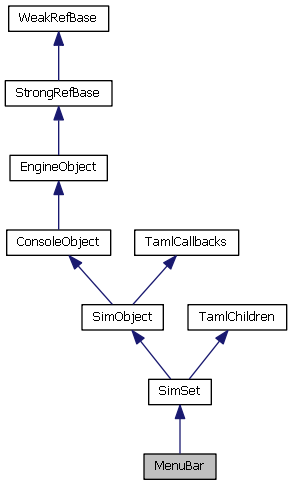 WeakRefBase
StrongRefBase
EngineObject
ConsoleObject
TamlCallbacks
SimObject
TamlChildren
SimSet
MenuBar